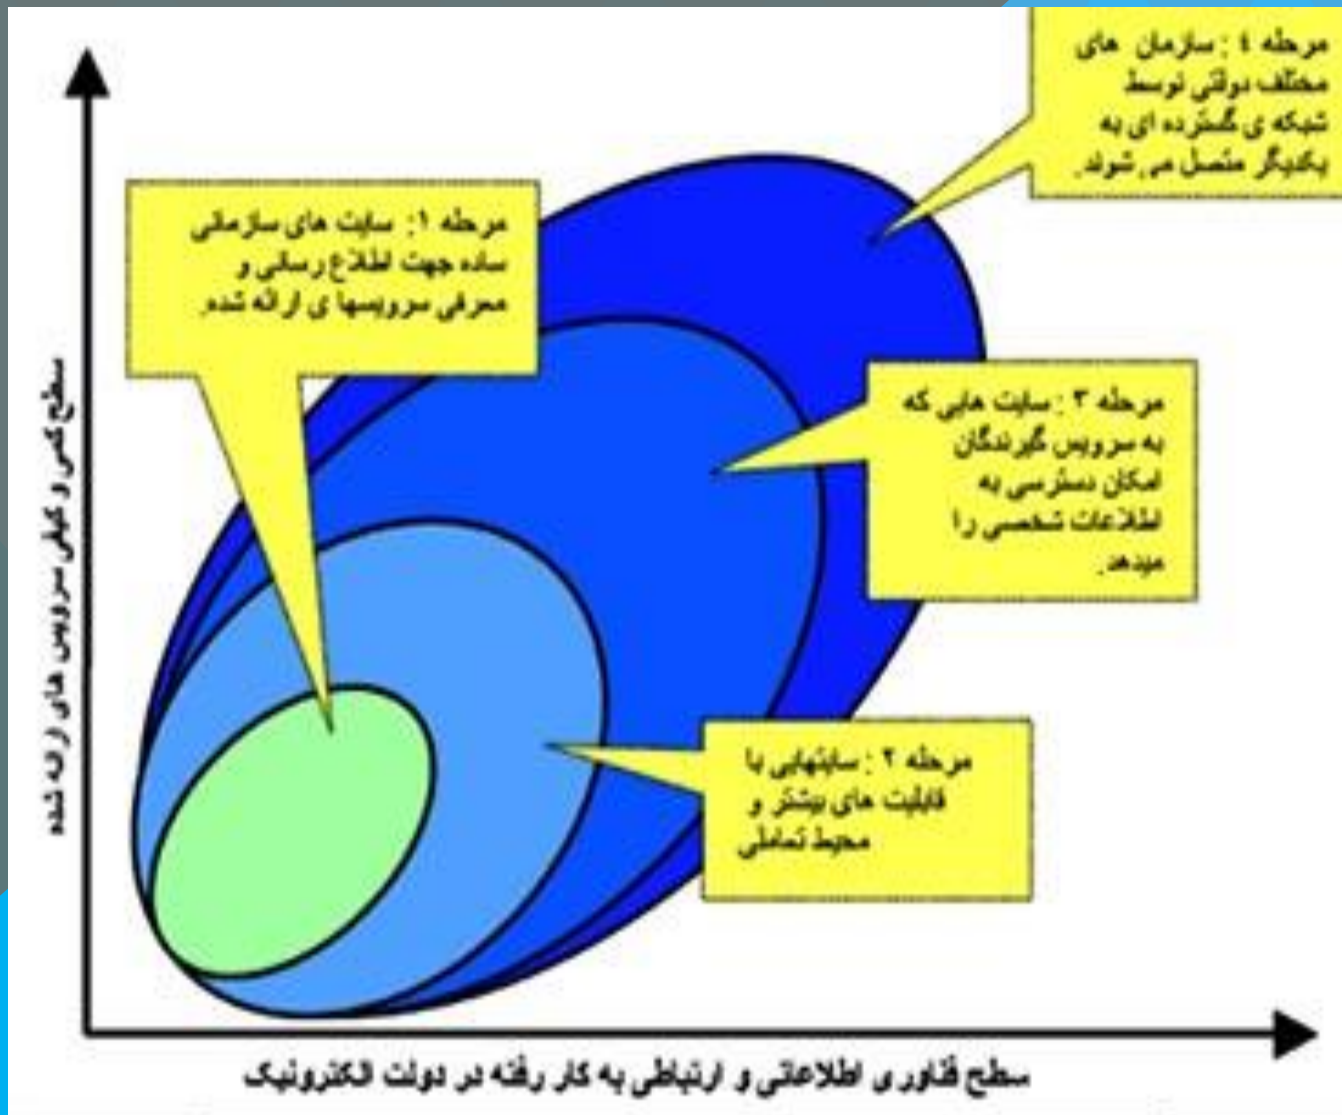 مرحله ٤ : سازمان های
مختلف دولتی توسط
شبکه ی گسترده ای به
یکدیگر متصل می شوند.
مرحله ۱: سایت های سازمانی
ساده جهت اطلاع رسانی و
معرفی سرویسها ی ارائه شده.
مرحله ۳ : سایت هایی که
به سرویس گیرندگان
امکان دسترسی به
اطلاعات شخصی را
میدهد.
مرحله ۲ : سایتهایی با
قابلیت های بیشتر و
محیط تعاملی
سطح کمی و کیفی سرویس های ارائه شده
سطح فناوری اطلاعاتی و ارتباطی به کار رفته در دولت الکترونیک